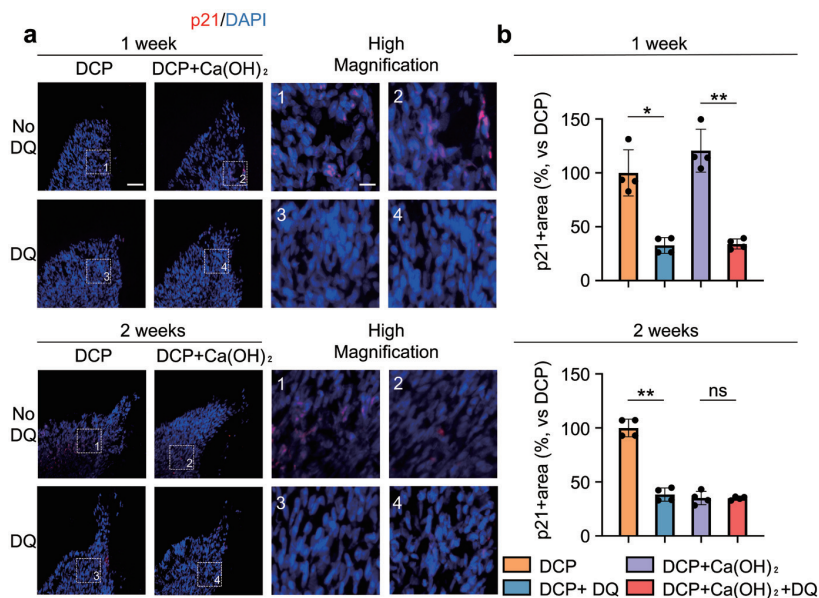 a
p21/DAPI
1 week
High
Magnification
DCP
DCP+Ca(OH)₂
No
DQ
1
2
1
2
DQ
3
4
3
4
2 weeks
High
Magnification
DCP
DCP+Ca(OH)₂
No
DQ
1
2
1
2
DQ
3
4
3
4
b
1 week
p21+area (%, vs DCP)
150
100
50
0
*
**
2 weeks
p21+area (%, vs DCP)
150
100
50
0
**
ns
DCP
DCP+Ca(OH)₂
DCP+ DQ
DCP+Ca(OH)₂+DQ